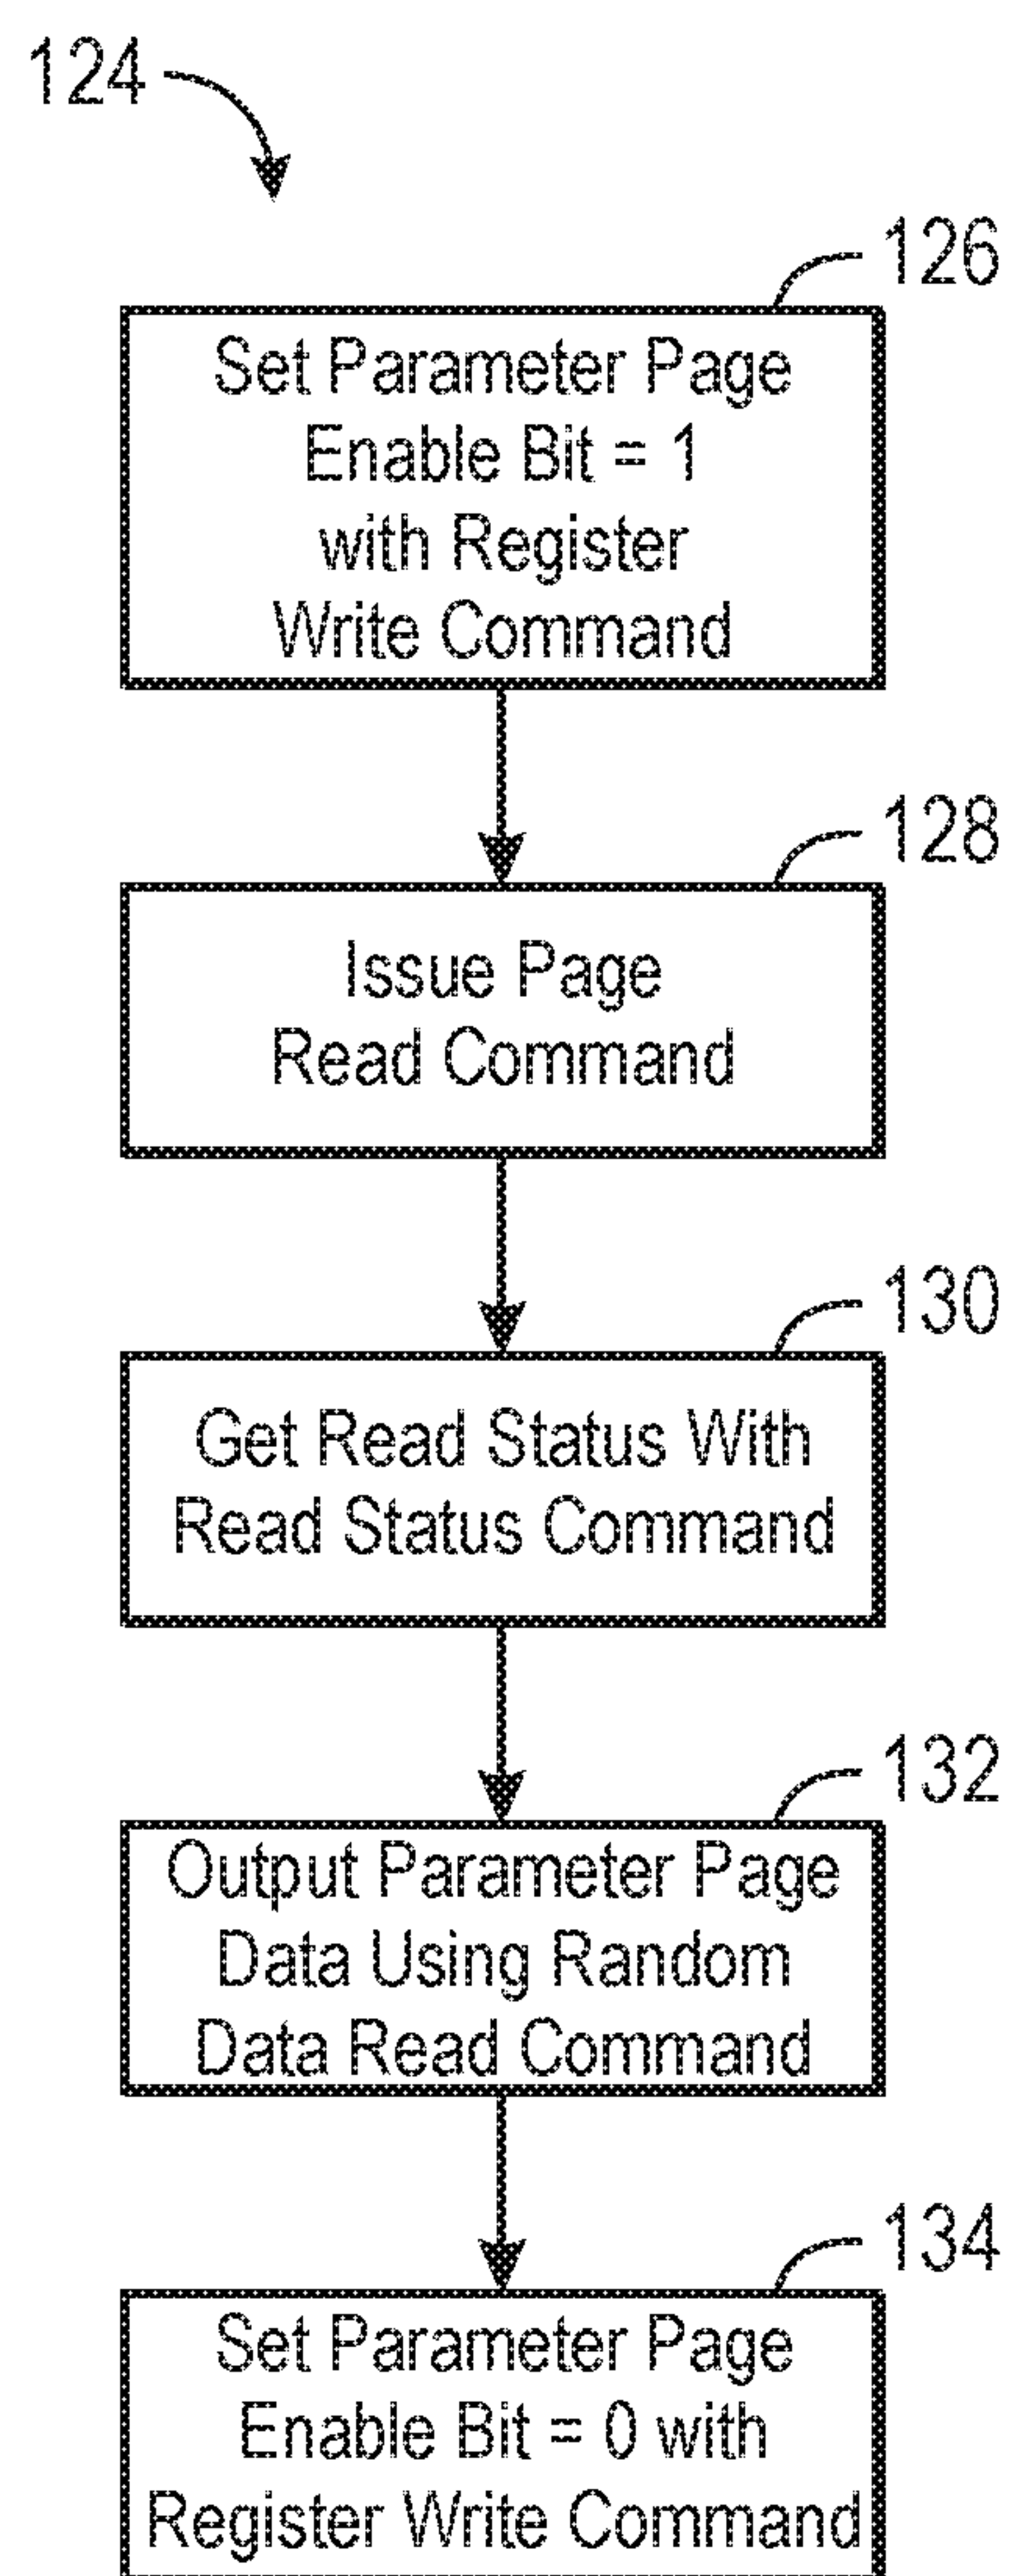 124
126
Set Parameter Page
Enable Bit = 1
with Register
Write Command
128
Issue Page
Read Command
130
Get Read Status With
Read Status Command
132
Output Parameter Page
Data Using Random
Data Read Command
134
Set Parameter Page
Enable Bit = 0 with
Register Write Command